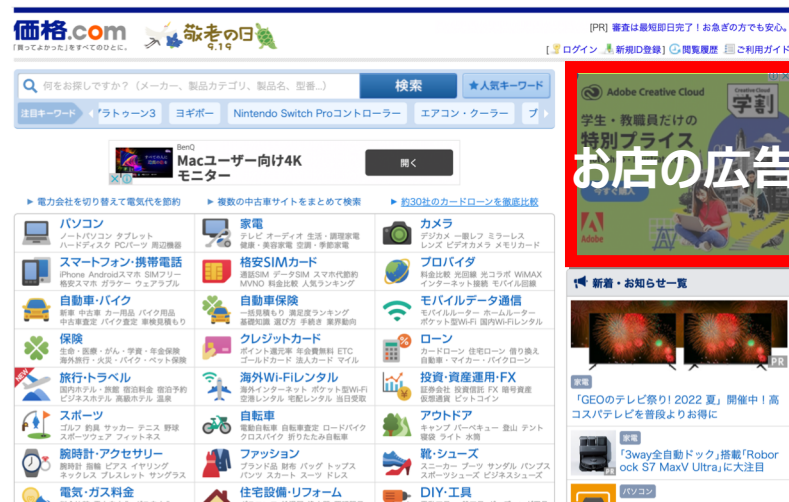 価格.com
「買ってよかった」をすべてのひとに。
敬老の日
9.19
[PR] 審査は最短即日完了!お急ぎの方でも安心。
[ ログイン 新規ID登録 ] 閲覧履歴 ご利用ガイド
何をお探しですか?(メーカー、製品カテゴリ、製品名、型番...)
検索
★人気キーワード
注目キーワード
プラトゥーン3
ヨギボー
Nintendo Switch Proコントローラー
エアコン・クーラー
プ
BenQ
Macユーザー向け4K
モニター
開く
Adobe Creative Cloud
学割
学生・教職員だけの
特別プライス
お店の広告
今すぐ購入
Adobe
▶ 電力会社を切り替えて電気代を節約
▶ 複数の中古車サイトをまとめて検索
▶ 約30社のカードローンを徹底比較
パソコン
ノートパソコン タブレット
ハードディスク PCパーツ 周辺機器
家電
テレビ オーディオ 生活・調理家電
健康・美容家電 空調・季節家電
カメラ
デジカメ 一眼レフ ミラーレス
レンズ ビデオカメラ メモリカード
スマートフォン・携帯電話
iPhone Androidスマホ SIMフリー
格安スマホ ガラケー ウェアラブル
格安SIMカード
通話SIM データSIM スマホ代節約
MVNO 料金比較 人気ランキング
プロバイダ
料金比較 光回線 光コラボ WiMAX
インターネット接続 モバイル回線
自動車・バイク
新車 中古車 カー用品 バイク用品
中古車査定 バイク査定 車検見積もり
自動車保険
一括見積もり 満足度ランキング
基礎知識 選び方 手続き 業界動向
モバイルデータ通信
モバイルルーター ホームルーター
ポケット型Wi-Fi 国内Wi-Fiレンタル
保険
生命・医療・がん・学資・年金保険
海外旅行・火災・バイク・ペット保険
クレジットカード
ポイント還元率 年会費無料 ETC
ゴールドカード 法人カード マイル
ローン
カードローン 住宅ローン 借り換え
自動車・マイカー・バイクローン
NEW
旅行・トラベル
国内ホテル・旅館 宿泊料金 宿泊予約
ビジネスホテル 高級ホテル 温泉
海外Wi-Fiレンタル
海外インターネット ポケット型Wi-Fi
空港レンタル 宅配レンタル 当日受取
投資・資産運用・FX
証券会社 投資信託 FX 暗号資産
仮想通貨 ビットコイン
スポーツ
ゴルフ 釣具 サッカー テニス 野球
スポーツウェア フィットネス
自転車
電動自転車 自転車査定 ロードバイク
クロスバイク 折りたたみ自転車
アウトドア
キャンプ バーベキュー 登山 テント
寝袋 ライト 水筒
腕時計・アクセサリー
腕時計 指輪 ピアス イヤリング
ネックレス ブレスレット サングラス
ファッション
ブランド品 財布 バッグ トップス
パンツ スカート スーツ ドレス
靴・シューズ
スニーカー ブーツ サンダル パンプス
スポーツシューズ ビジネスシューズ
電気・ガス料金
住宅設備・リフォーム
DIY・工具
新着・お知らせ一覧
PR
家電
「GEOのテレビ祭り! 2022 夏」開催中!高
コスパテレビを普段よりお得に
家電
「3way全自動ドック」搭載「Robor
ock S7 MaxV Ultra」に大注目
PR
パソコン